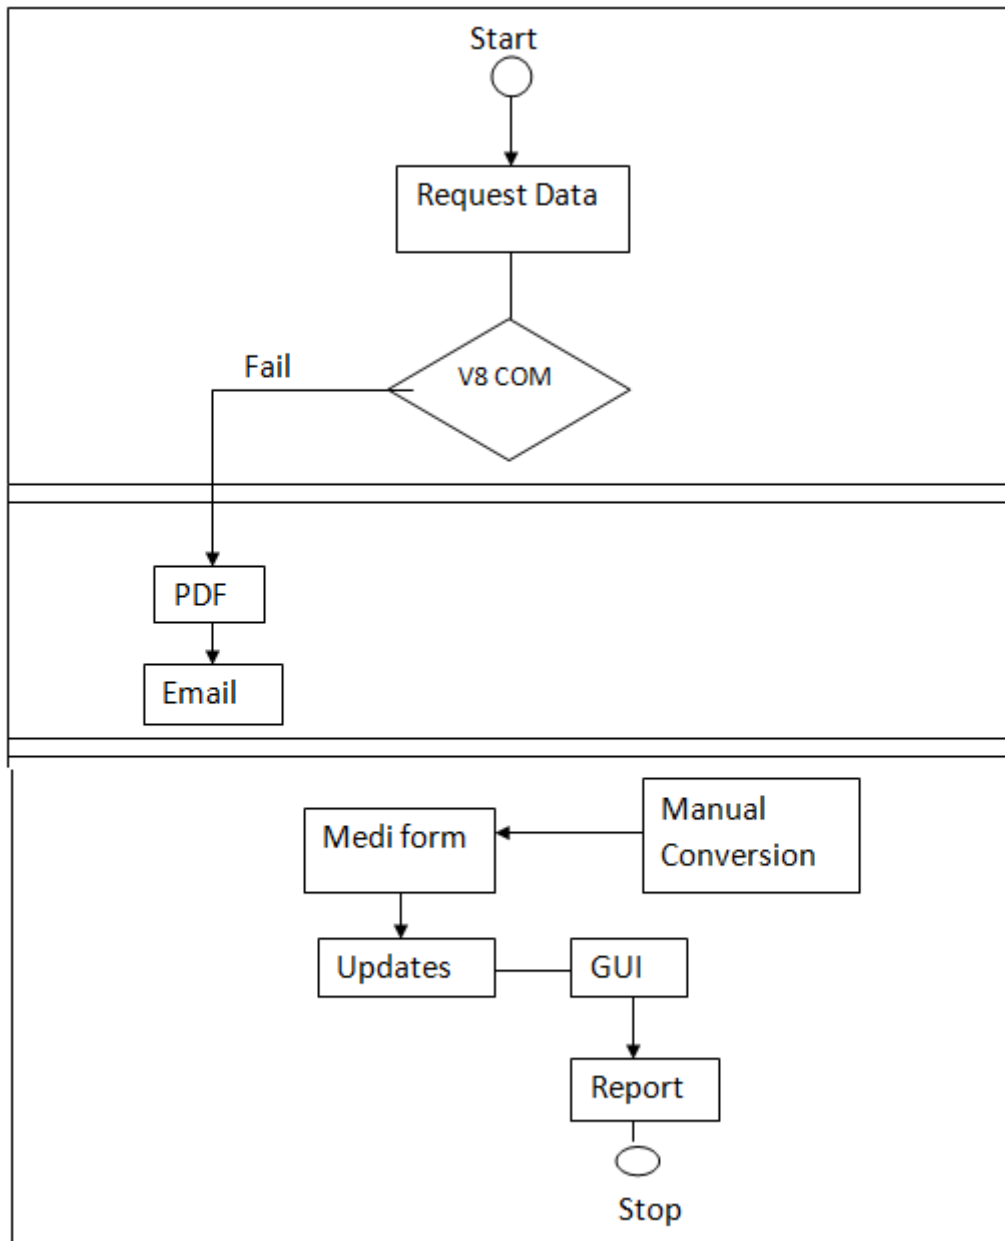 Start
Request Data
V8 COM
Fail
PDF
Email
Medi form
Manual
Conversion
Updates
GUI
Report
Stop